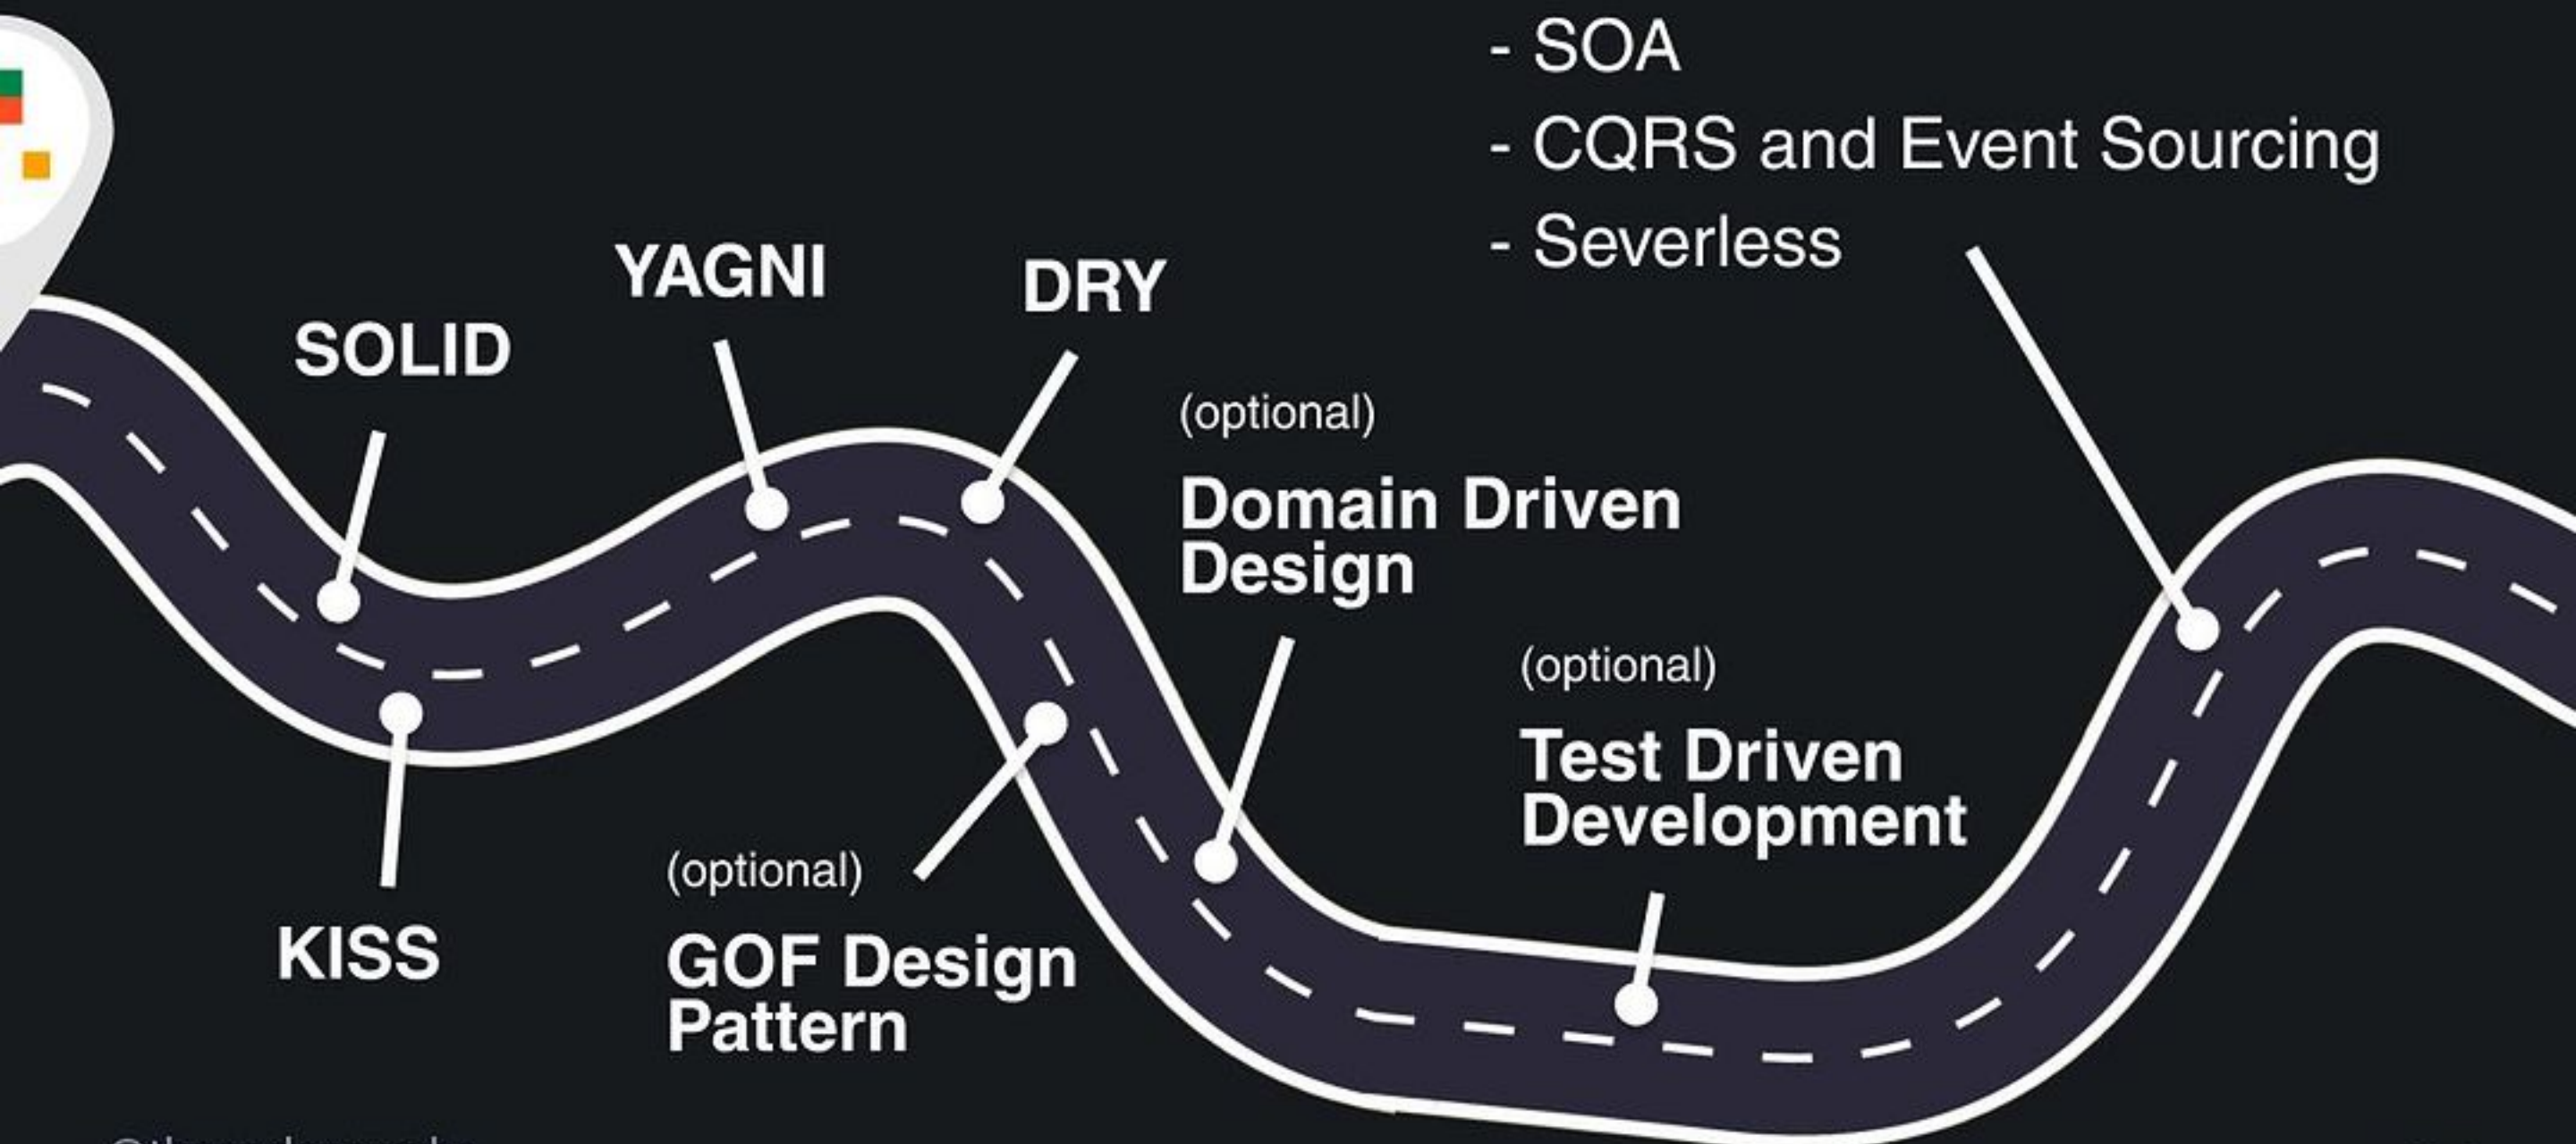 - SOA
- CQRS and Event Sourcing
- Severless
YAGNI
DRY
SOLID
(optional)
Domain Driven
Design
(optional)
Test Driven
Development
(optional)
GOF Design
Pattern
KISS